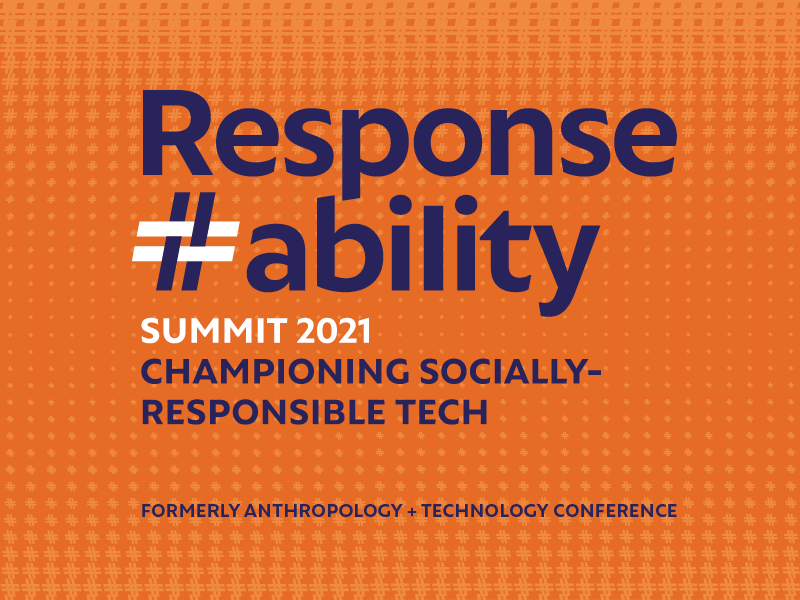 Response
#ability
SUMMIT 2021
CHAMPIONING SOCIALLY-
RESPONSIBLE TECH
FORMERLY ANTHROPOLOGY + TECHNOLOGY CONFERENCE